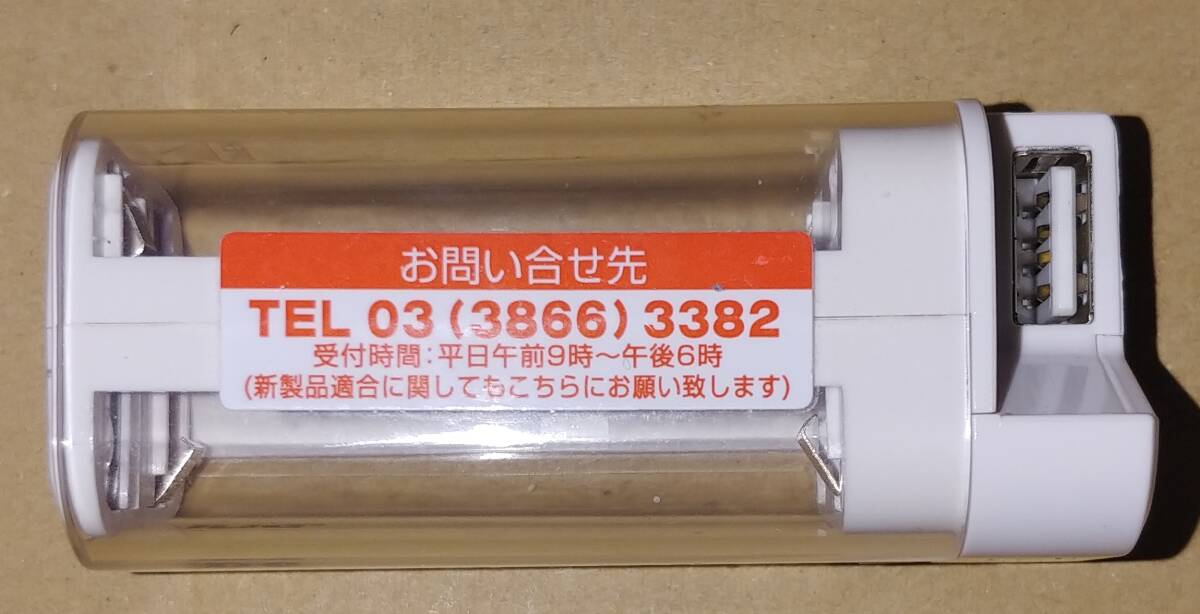 お問い合せ先
TEL 03（3866）3382
受付時間：平日午前9時～午後6時
(新製品適合に関してもこちらにお願い致します)